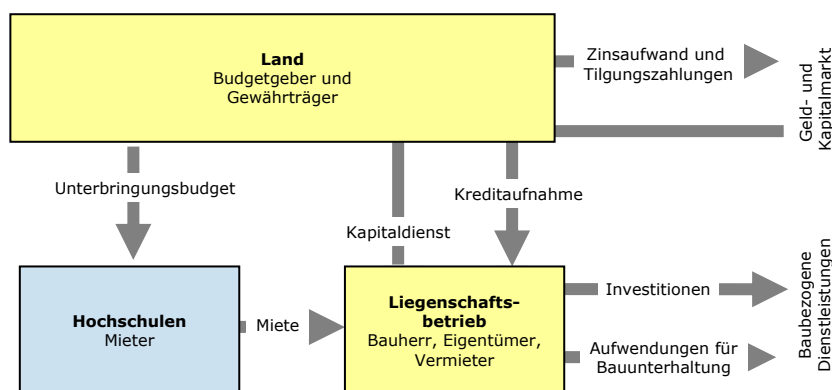 Land
Budgetgeber und
Gewährträger
Zinsaufwand und
Tilgungszahlungen
Geld- und
Kapitalmarkt
Unterbringungsbudget
Kreditaufnahme
Kapitaldienst
Hochschulen
Mieter
Miete
Liegenschafts-
betrieb
Bauherr, Eigentümer,
Vermieter
Investitionen
Aufwendungen für
Bauunterhaltung
Baubezogene
Dienstleistungen